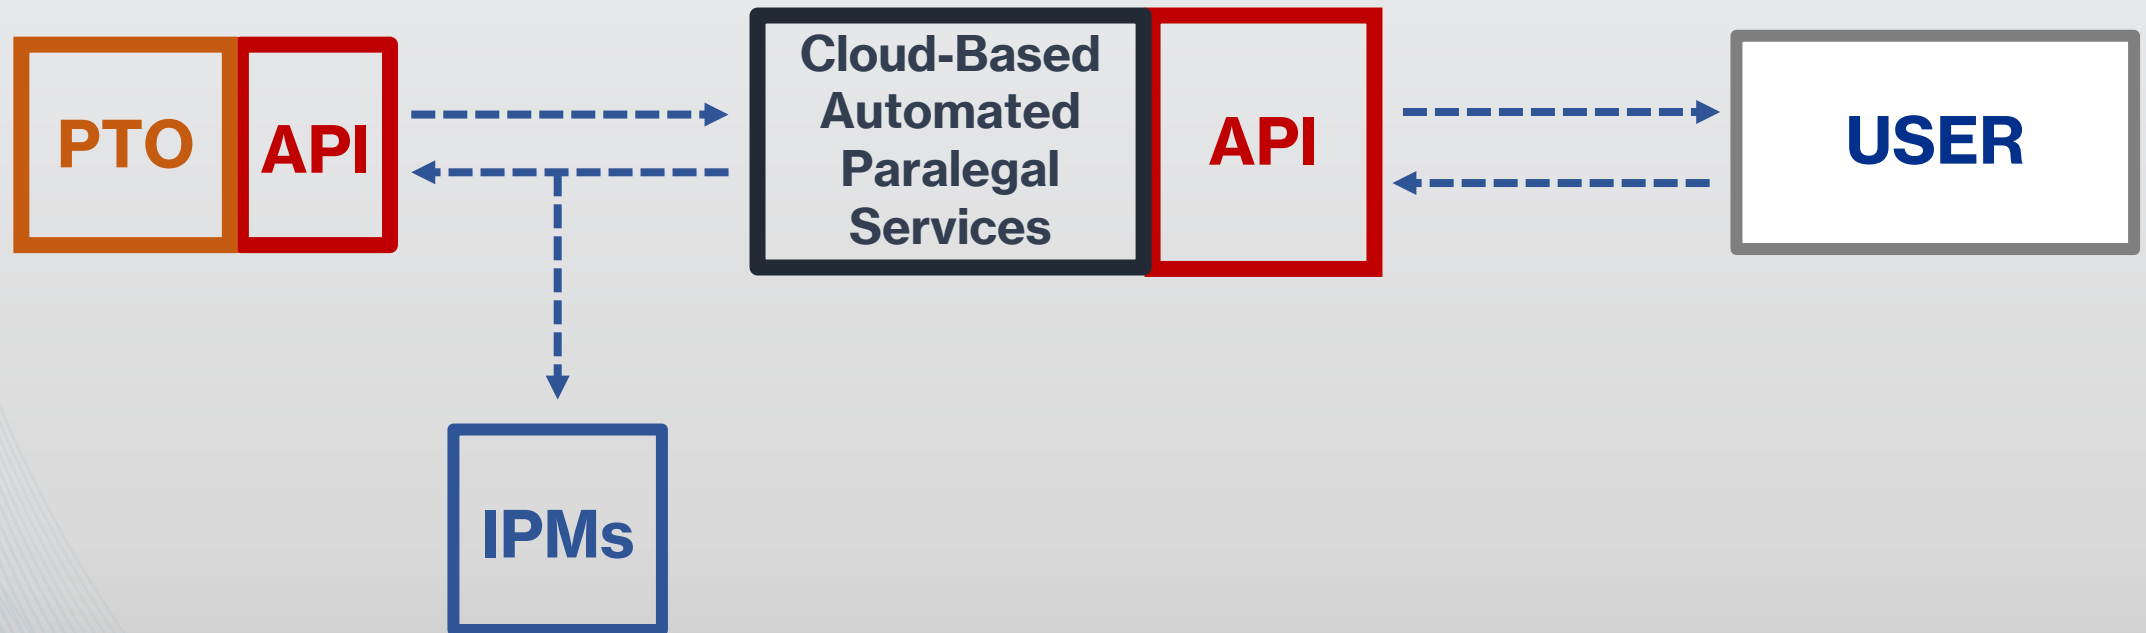 PTO
API
Cloud-Based
Automated
Paralegal
Services
API
USER
IPMs